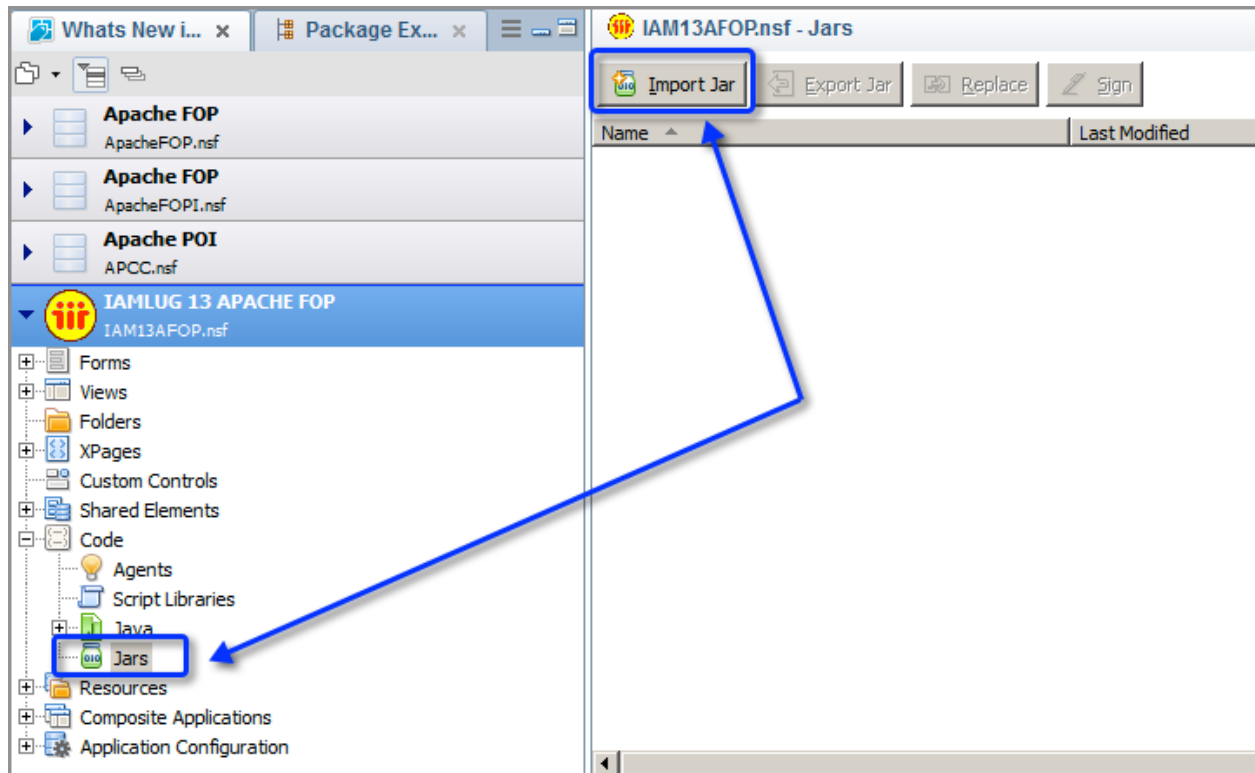 Whats New i...
Package Ex...
Apache FOP
ApacheFOP.nsf
Apache FOP
ApacheFOPI.nsf
Apache POI
APCC.nsf
IAMLUG 13 APACHE FOP
IAM13AFOP.nsf
Forms
Views
Folders
XPages
Custom Controls
Shared Elements
Code
Agents
Script Libraries
Java
Jars
Resources
Composite Applications
Application Configuration
IAM13AFOP.nsf - Jars
Import Jar
Export Jar
Replace
Sign
Name
Last Modified